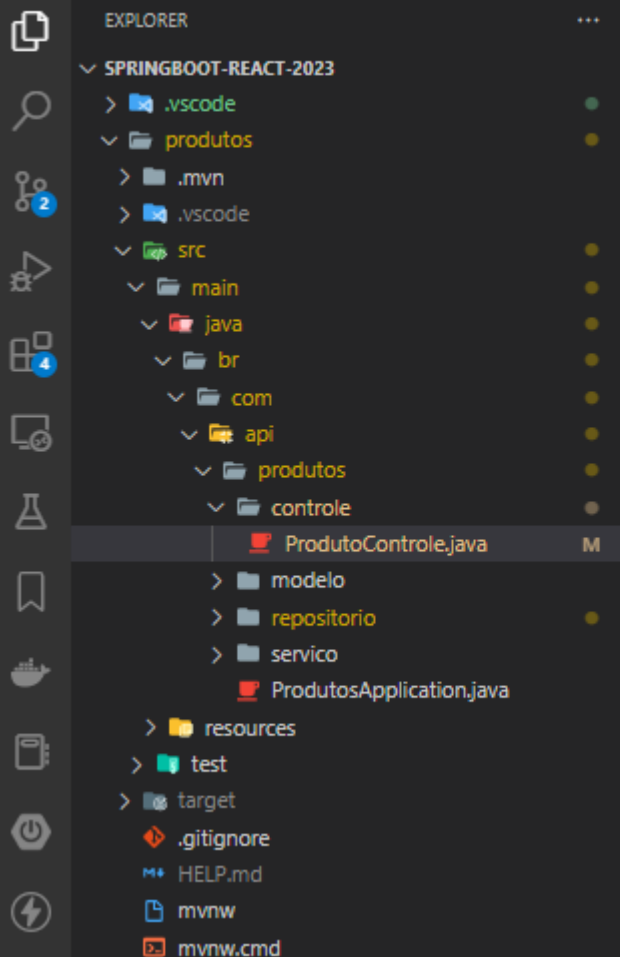 EXPLORER
SPRINGBOOT-REACT-2023
.vscode
produtos
.mvn
.vscode
2
src
main
java
br
4
com
api
produtos
controle
ProdutoControle.java M
modelo
repositorio
servico
ProdutosApplication.java
resources
test
target
.gitignore
HELP.md
mvnw
mvnw.cmd